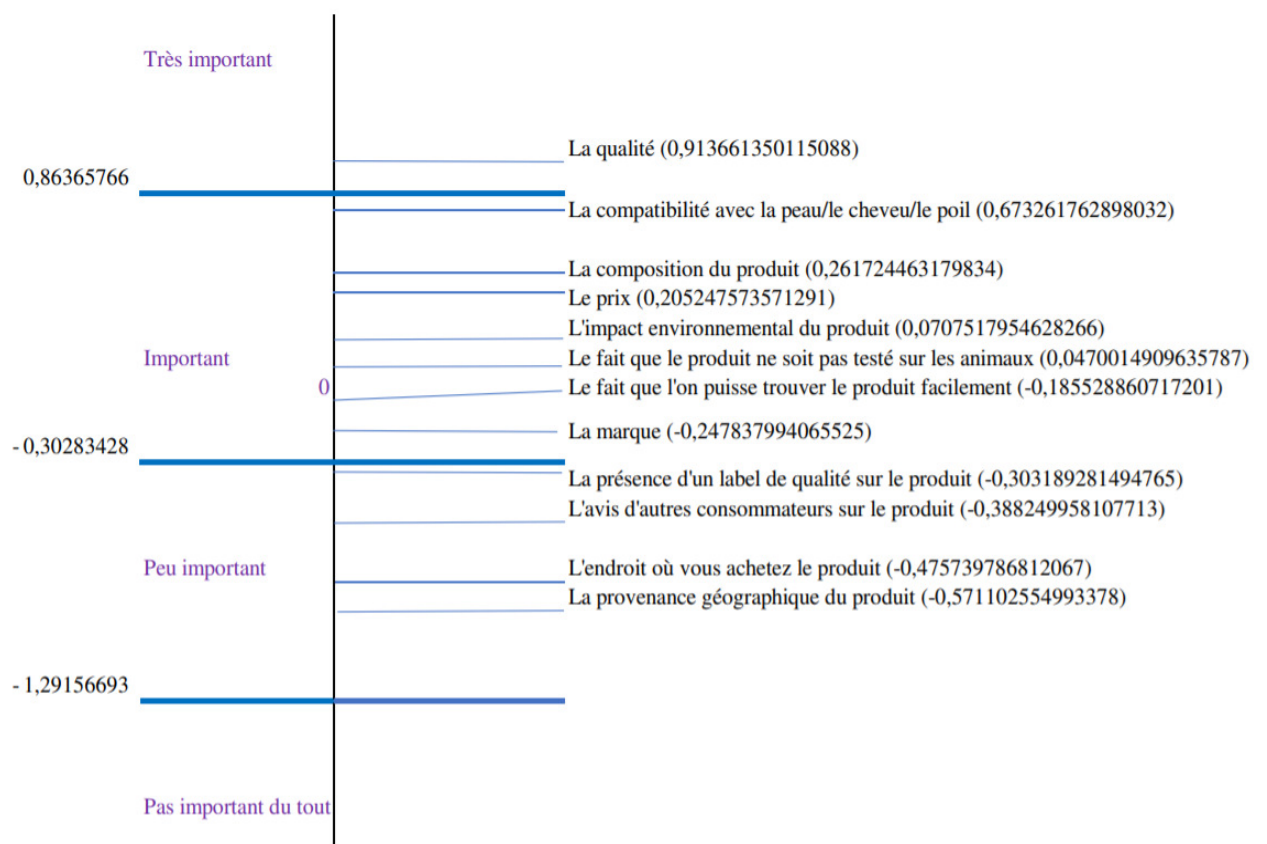 Très important
La qualité (0,913661350115088)
0,86365766
La compatibilité avec la peau/le cheveu/le poil (0,673261762898032)
La composition du produit (0,261724463179834)
Le prix (0,205247573571291)
L'impact environnemental du produit (0,0707517954628266)
Important
Le fait que le produit ne soit pas testé sur les animaux (0,0470014909635787)
0
Le fait que l'on puisse trouver le produit facilement (-0,185528860717201)
La marque (-0,247837994065525)
- 0,30283428
La présence d'un label de qualité sur le produit (-0,303189281494765)
L'avis d'autres consommateurs sur le produit (-0,388249958107713)
Peu important
L'endroit où vous achetez le produit (-0,475739786812067)
La provenance géographique du produit (-0,571102554993378)
- 1,29156693
Pas important du tout